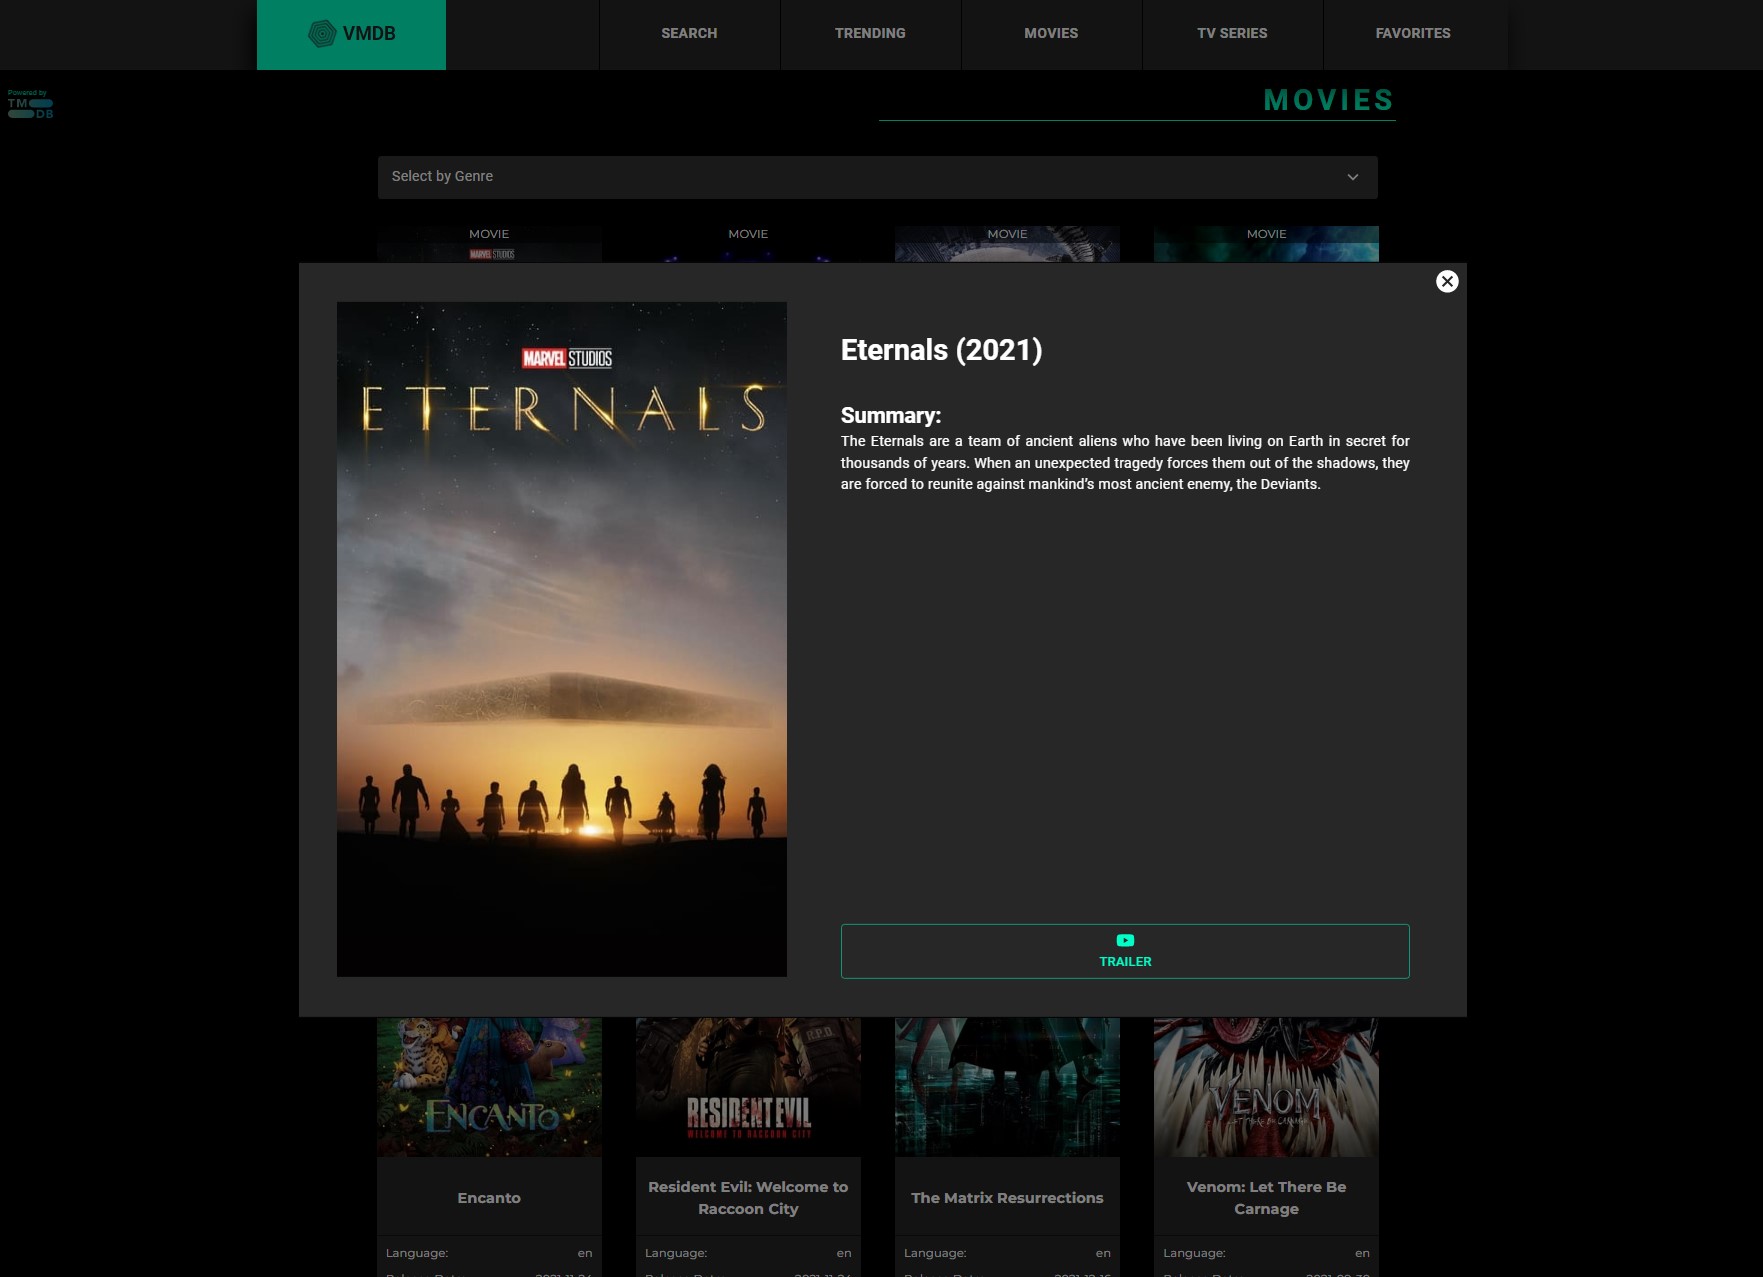 VMDB
SEARCH
TRENDING
MOVIES
TV SERIES
FAVORITES
Powered by
TM
DB
MOVIES
Select by Genre
MOVIE
MOVIE
MOVIE
MOVIE
MARVEL STUDIOS
MARVEL STUDIOS
ETERNALS
Eternals (2021)
Summary:
The Eternals are a team of ancient aliens who have been living on Earth in secret for
thousands of years. When an unexpected tragedy forces them out of the shadows, they
are forced to reunite against mankind’s most ancient enemy, the Deviants.
TRAILER
R.P.D.
ENCANTO
RESIDENT EVIL
WELCOME TO RACCOON CITY
VENOM
LET THERE BE CARNAGE
Encanto
Resident Evil: Welcome to
Raccoon City
The Matrix Resurrections
Venom: Let There Be
Carnage
Language: en
Language: en
Language: en
Language: en